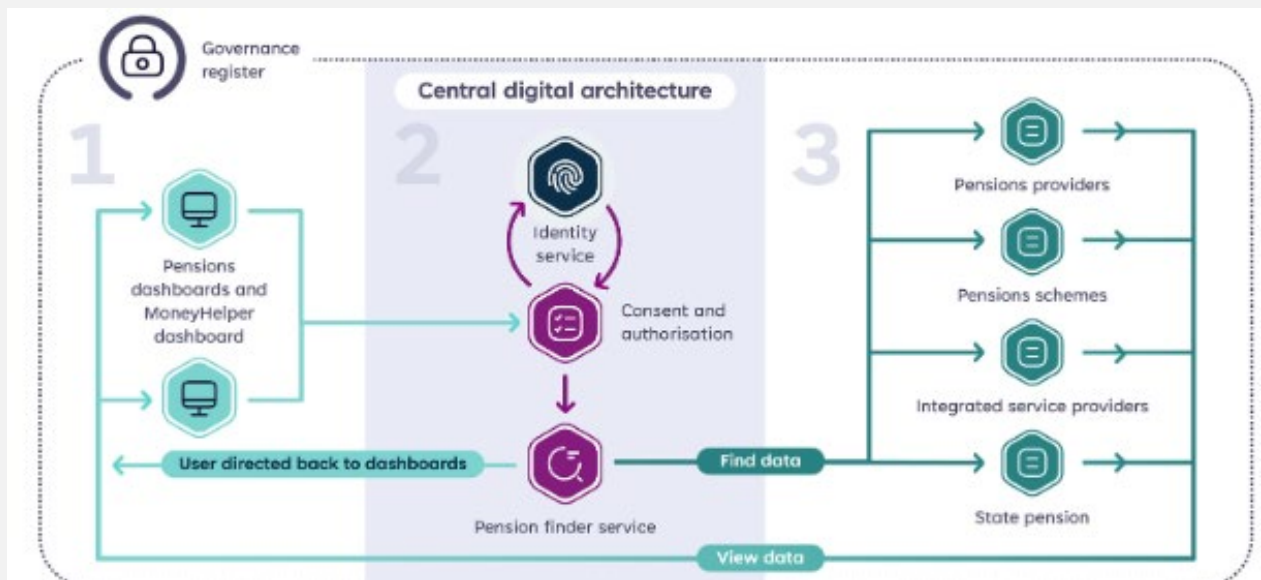 Governance
register
Central digital architecture
1
2
3
Identity
service
Pensions
dashboards and
MoneyHelper
dashboard
Consent and
authorisation
User directed back to dashboards
Pension finder service
Find data
View data
Pensions providers
Pensions schemes
Integrated service providers
State pension